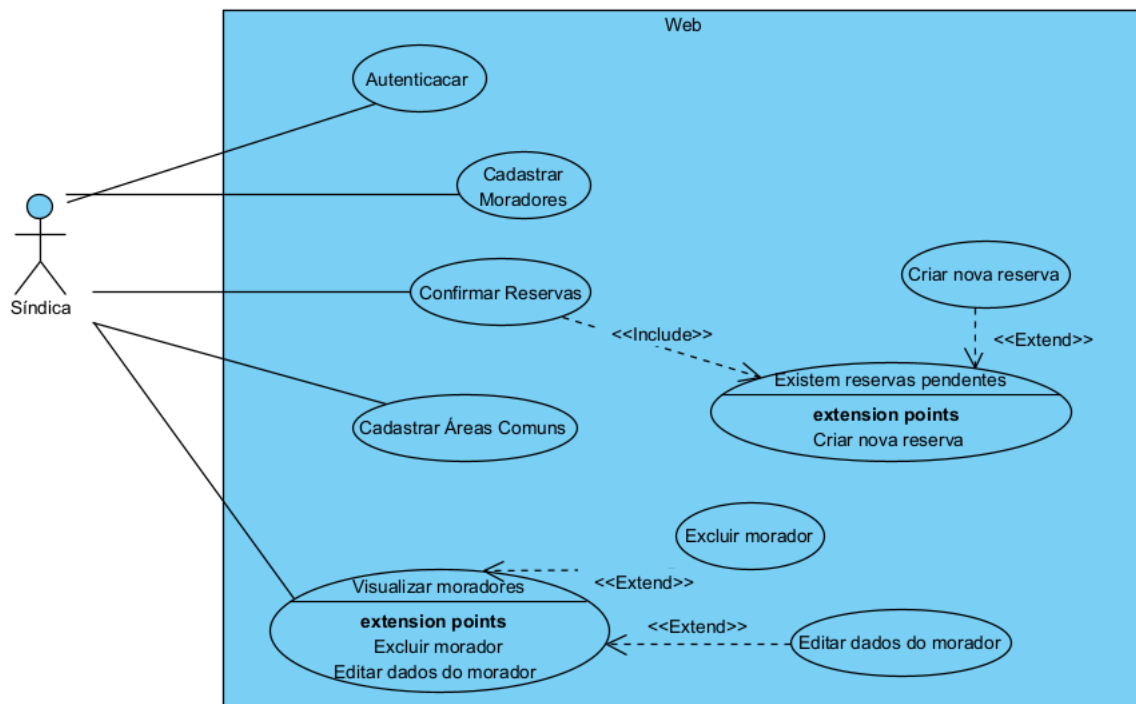 Web
Autenticacar
Cadastrar
Moradores
Síndica
Confirmar Reservas
Criar nova reserva
<<Include>>
<<Extend>>
Existem reservas pendentes
extension points
Criar nova reserva
Cadastrar Áreas Comuns
Excluir morador
<<Extend>>
Visualizar moradores
extension points
Excluir morador
Editar dados do morador
<<Extend>>
Editar dados do morador